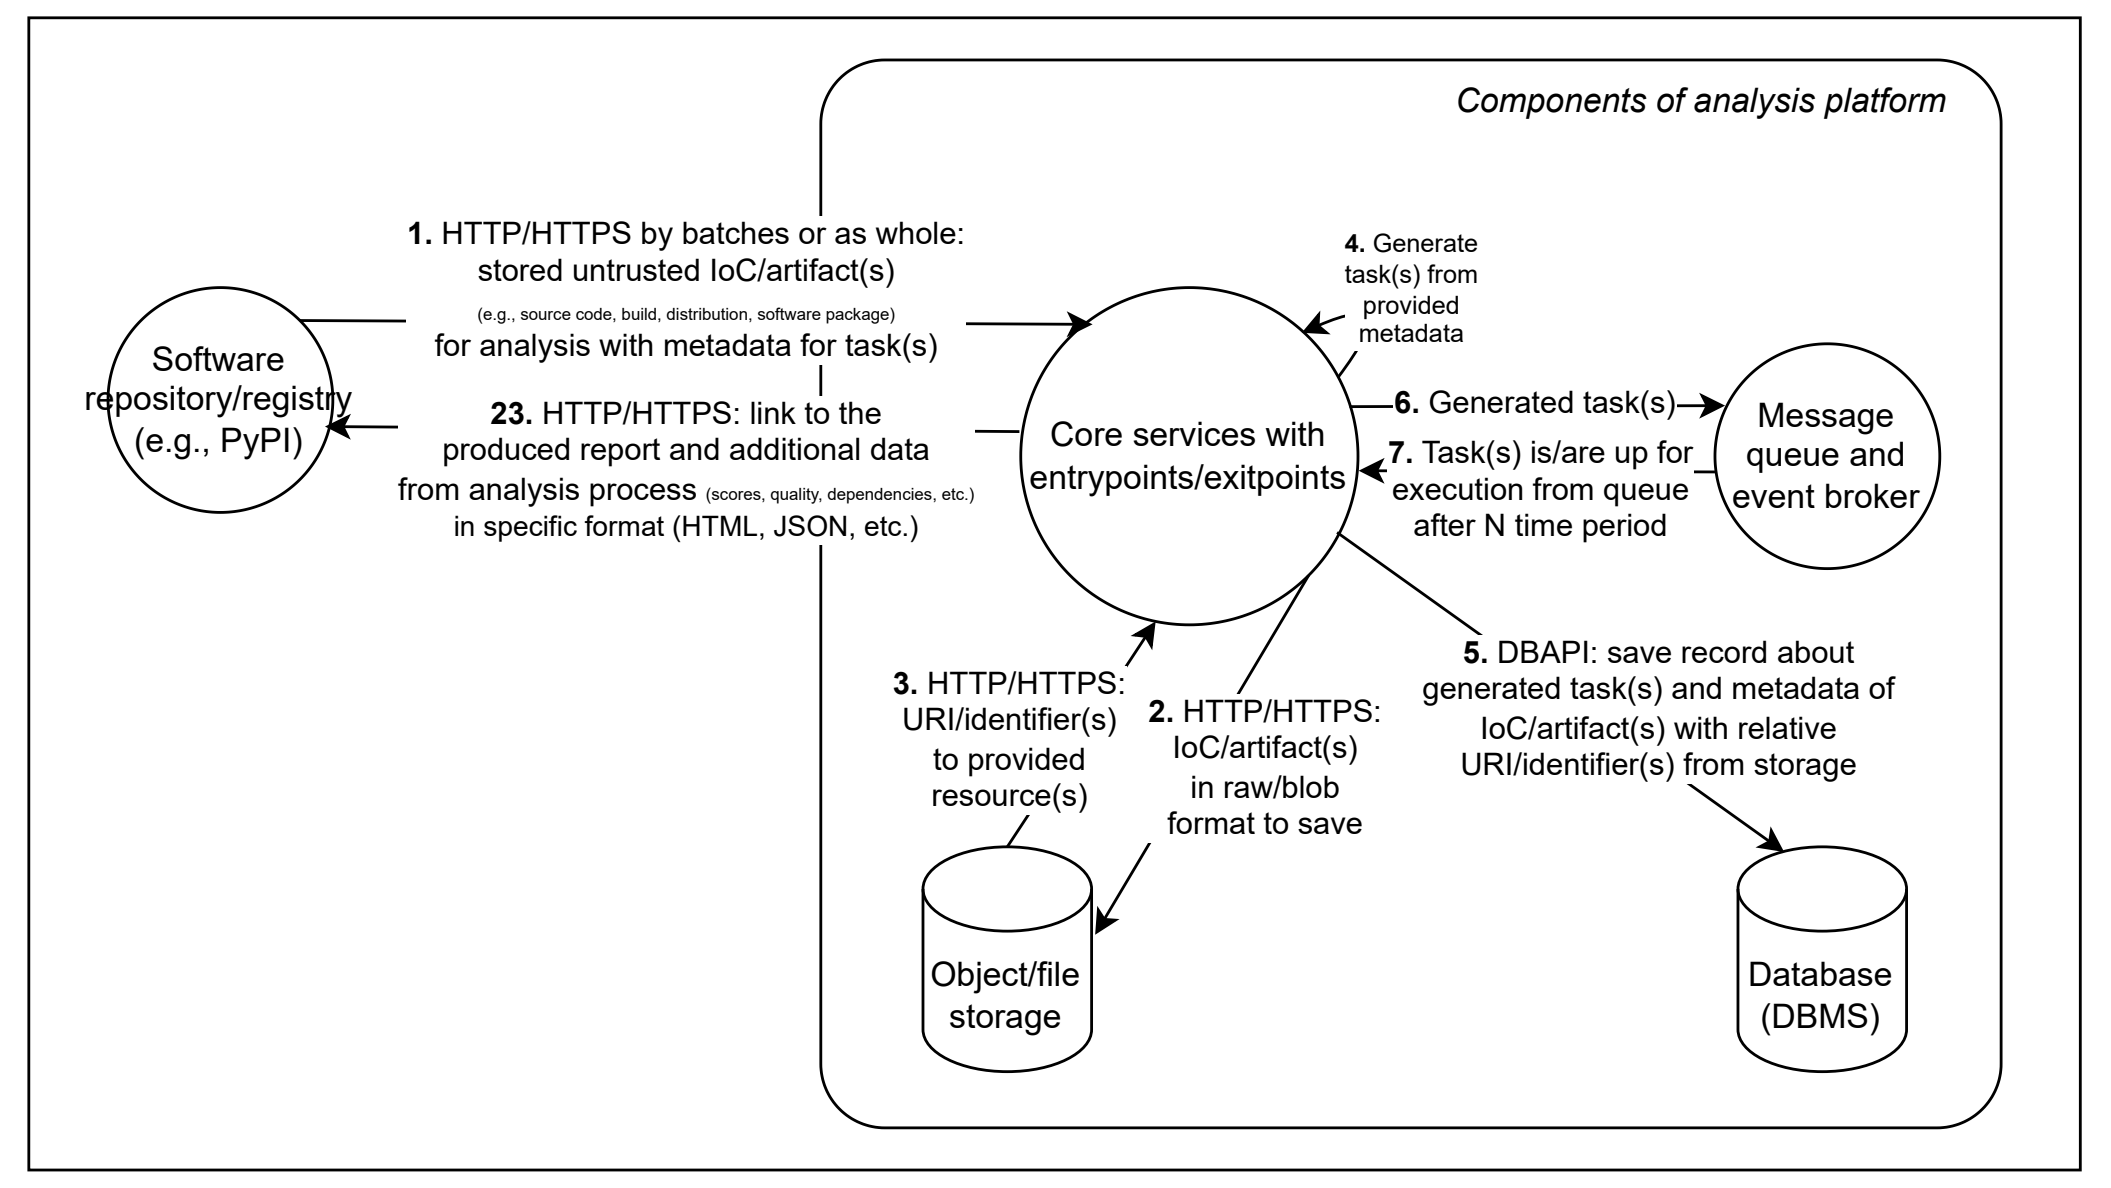 Components of analysis platform
1. HTTP/HTTPS by batches or as whole:
stored untrusted IoC/artifact(s)
(e.g., source code, build, distribution, software package)
for analysis with metadata for task(s)
Software
repository/registry
(e.g., PyPI)
23. HTTP/HTTPS: link to the
produced report and additional data
from analysis process (scores, quality, dependencies, etc.)
in specific format (HTML, JSON, etc.)
Core services with
entrypoints/exitpoints
4. Generate
task(s) from
provided
metadata
6. Generated task(s)
7. Task(s) is/are up for
execution from queue
after N time period
Message
queue and
event broker
3. HTTP/HTTPS:
URI/identifier(s)
to provided
resource(s)
2. HTTP/HTTPS:
IoC/artifact(s)
in raw/blob
format to save
5. DBAPI: save record about
generated task(s) and metadata of
IoC/artifact(s) with relative
URI/identifier(s) from storage
Object/file
storage
Database
(DBMS)